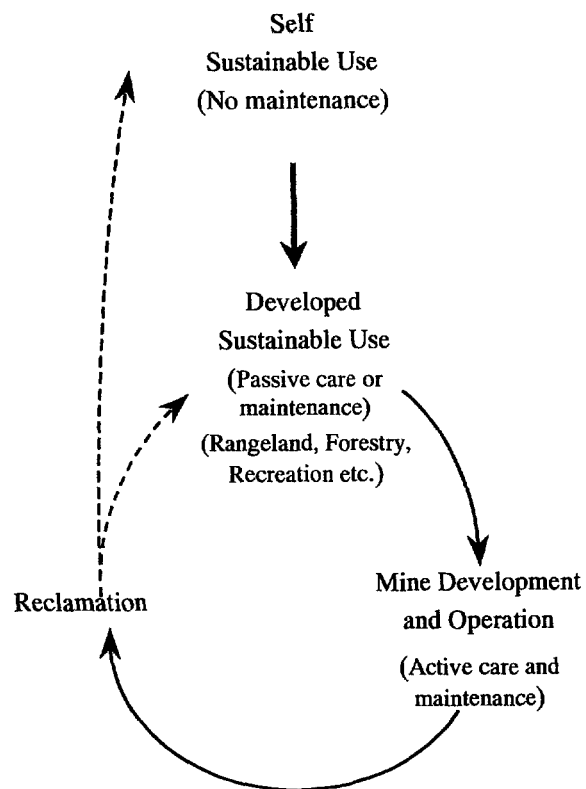 Self
Sustainable Use
(No maintenance)
Developed
Sustainable Use
(Passive care or
maintenance)
(Rangeland, Forestry,
Recreation etc.)
Mine Development
and Operation
(Active care and
maintenance)
Reclamation